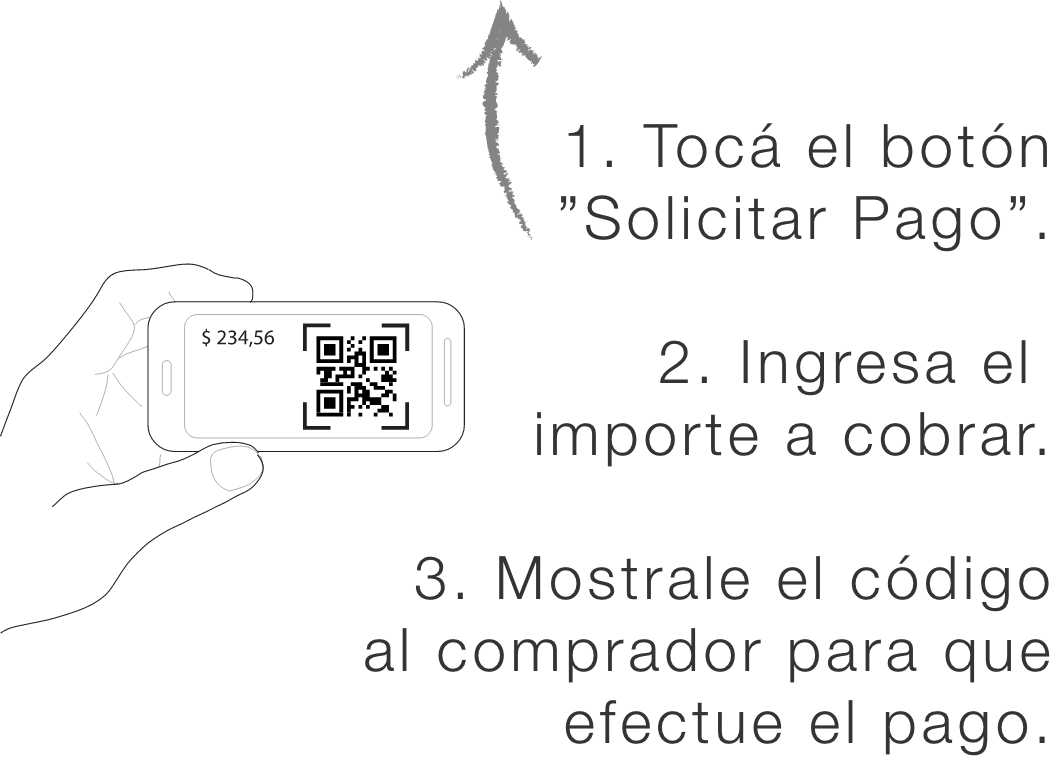 1. Tocá el botón
”Solicitar Pago”.
$ 234,56
2. Ingresa el
importe a cobrar.
3. Mostrale el código
al comprador para que
efectue el pago.